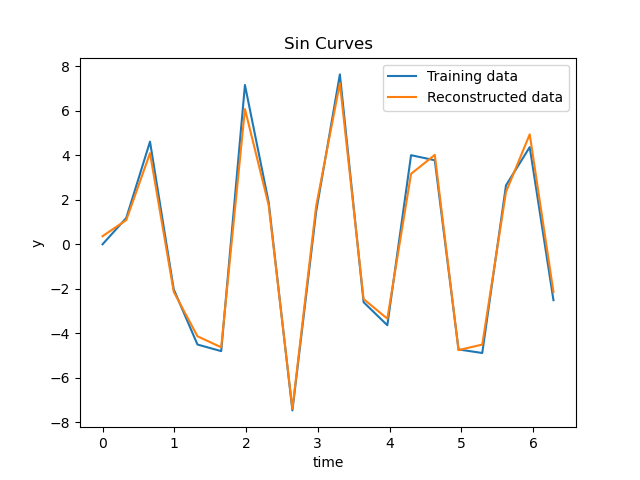 Sin Curves
Training data
Reconstructed data
8
6
4
2
0
−2
−4
−6
−8
y
0 1 2 3 4 5 6
time